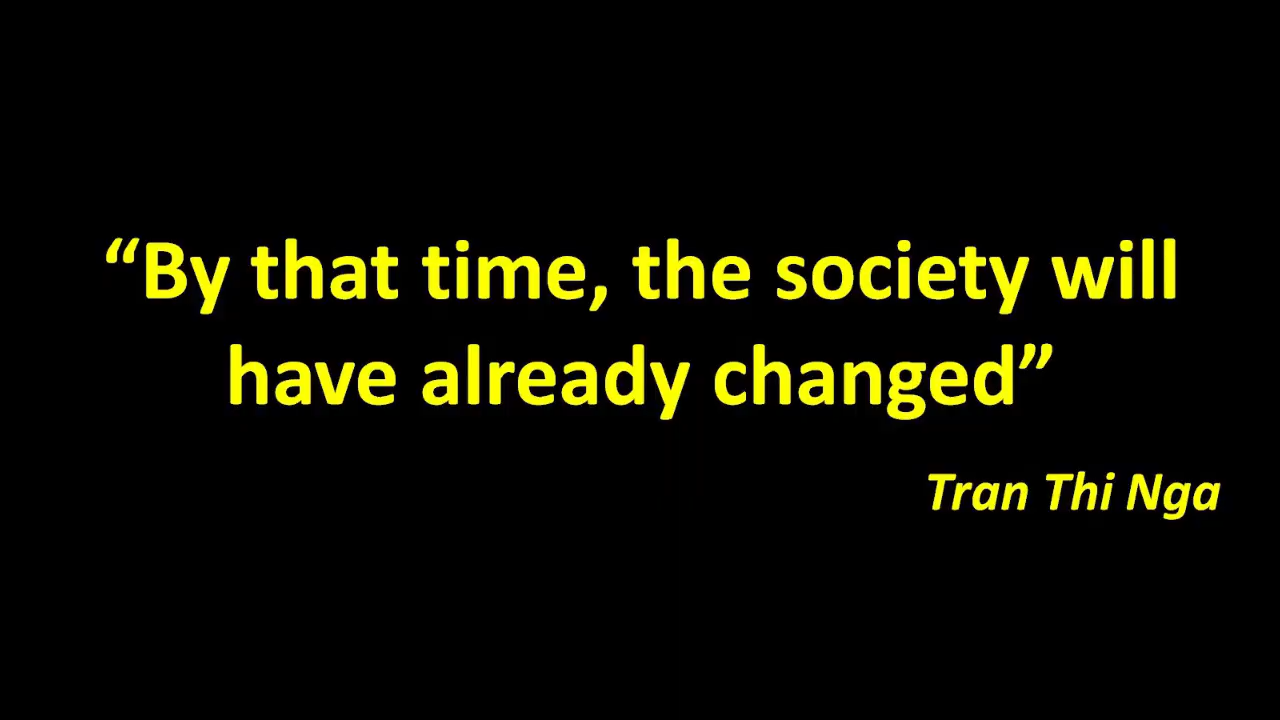 “By that time, the society will
have already changed”
Tran Thi Nga